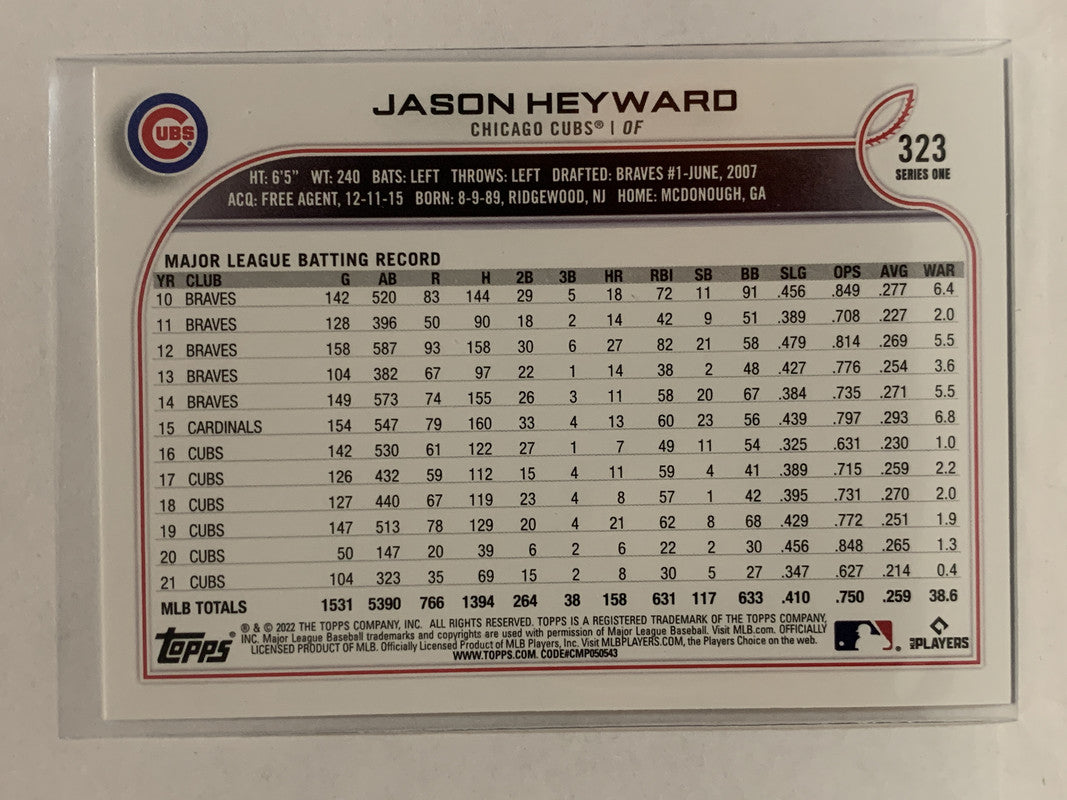 CUBS
JASON HEYWARD
CHICAGO CUBS® | OF
323
SERIES ONE
HT: 6'5" WT: 240 BATS: LEFT THROWS: LEFT DRAFTED: BRAVES #1-JUNE, 2007
ACQ: FREE AGENT, 12-11-15 BORN: 8-9-89, RIDGEWOOD, NJ HOME: MCDONOUGH, GA
MAJOR LEAGUE BATTING RECORD
YR CLUB G AB R H 2B 3B HR RBI SB BB SLG OPS AVG WAR
10 BRAVES 142 520 83 144 29 5 18 72 11 91 .456 .849 .277 6.4
11 BRAVES 128 396 50 90 18 2 14 42 9 51 .389 .708 .227 2.0
12 BRAVES 158 587 93 158 30 6 27 82 21 58 .479 .814 .269 5.5
13 BRAVES 104 382 67 97 22 1 14 38 2 48 .427 .776 .254 3.6
14 BRAVES 149 573 74 155 26 3 11 58 20 67 .384 .735 .271 5.5
15 CARDINALS 154 547 79 160 33 4 13 60 23 56 .439 .797 .293 6.8
16 CUBS 142 530 61 122 27 1 7 49 11 54 .325 .631 .230 1.0
17 CUBS 126 432 59 112 15 4 11 59 4 41 .389 .715 .259 2.2
18 CUBS 127 440 67 119 23 4 8 57 1 42 .395 .731 .270 2.0
19 CUBS 147 513 78 129 20 4 21 62 8 68 .429 .772 .251 1.9
20 CUBS 50 147 20 39 6 2 6 22 2 30 .456 .848 .265 1.3
21 CUBS 104 323 35 69 15 2 8 30 5 27 .347 .627 .214 0.4
MLB TOTALS 1531 5390 766 1394 264 38 158 631 117 633 .410 .750 .259 38.6
® & © 2022 THE TOPPS COMPANY, INC. ALL RIGHTS RESERVED. TOPPS IS A REGISTERED TRADEMARK OF THE TOPPS COMPANY,
INC. Major League Baseball trademarks and copyrights are used with permission of Major League Baseball. Visit MLB.com. OFFICIALLY
LICENSED PRODUCT OF MLB. Officially Licensed Product of MLB Players, Inc. Visit MLBPLAYERS.COM, the Players Choice on the web.
WWW.TOPPS.COM. CODE#CMP050543
Topps®
MLB PLAYERS